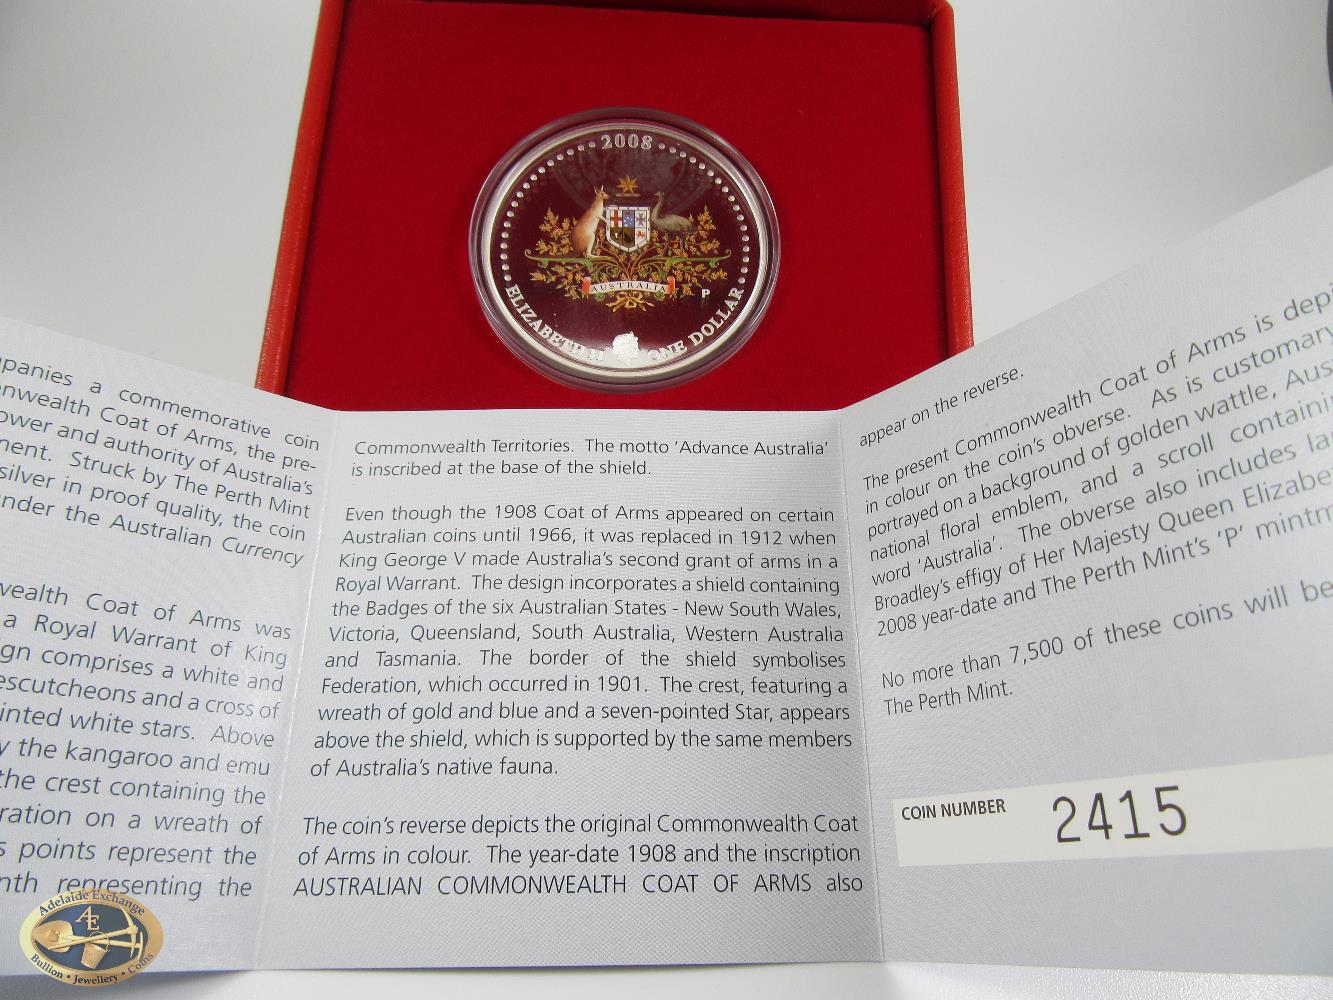 2008
AUSTRALIA
P
ELIZABETH II ONE DOLLAR
panies a commemorative coin
nwealth Coat of Arms, the pre-
ower and authority of Australia's
nent. Struck by The Perth Mint
silver in proof quality, the coin
nder the Australian Currency
wealth Coat of Arms was
a Royal Warrant of King
gn comprises a white and
escutcheons and a cross of
inted white stars. Above
y the kangaroo and emu
the crest containing the
ration on a wreath of
s points represent the
nth representing the
Commonwealth Territories. The motto 'Advance Australia'
is inscribed at the base of the shield.
Even though the 1908 Coat of Arms appeared on certain
Australian coins until 1966, it was replaced in 1912 when
King George V made Australia's second grant of arms in a
Royal Warrant. The design incorporates a shield containing
the Badges of the six Australian States - New South Wales,
Victoria, Queensland, South Australia, Western Australia
and Tasmania. The border of the shield symbolises
Federation, which occurred in 1901. The crest, featuring a
wreath of gold and blue and a seven-pointed Star, appears
above the shield, which is supported by the same members
of Australia's native fauna.
The coin's reverse depicts the original Commonwealth Coat
of Arms in colour. The year-date 1908 and the inscription
AUSTRALIAN COMMONWEALTH COAT OF ARMS also
appear on the reverse.
The present Commonwealth Coat of Arms is depi
in colour on the coin's obverse. As is customary
portrayed on a background of golden wattle, Aus
national floral emblem, and a scroll containi
word 'Australia'. The obverse also includes Ia
Broadley's effigy of Her Majesty Queen Elizabe
2008 year-date and The Perth Mint's 'P' mintm
No more than 7,500 of these coins will be
The Perth Mint.
COIN NUMBER 2415
Adelaide Exchange
AE
Bullion • Jewellery • Coins